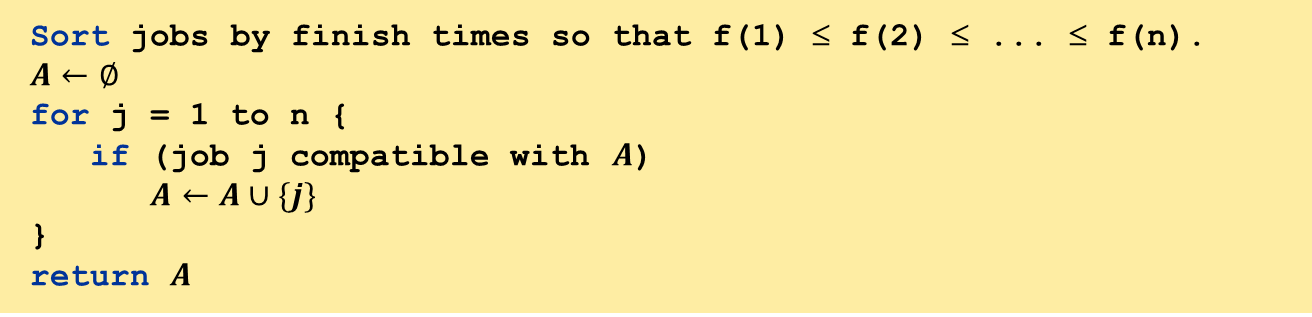 Sort jobs by finish times so that f(1) ≤ f(2) ≤ ... ≤ f(n).
A ← ∅
for j = 1 to n {
if (job j compatible with A)
A ← A ∪ {j}
}
return A